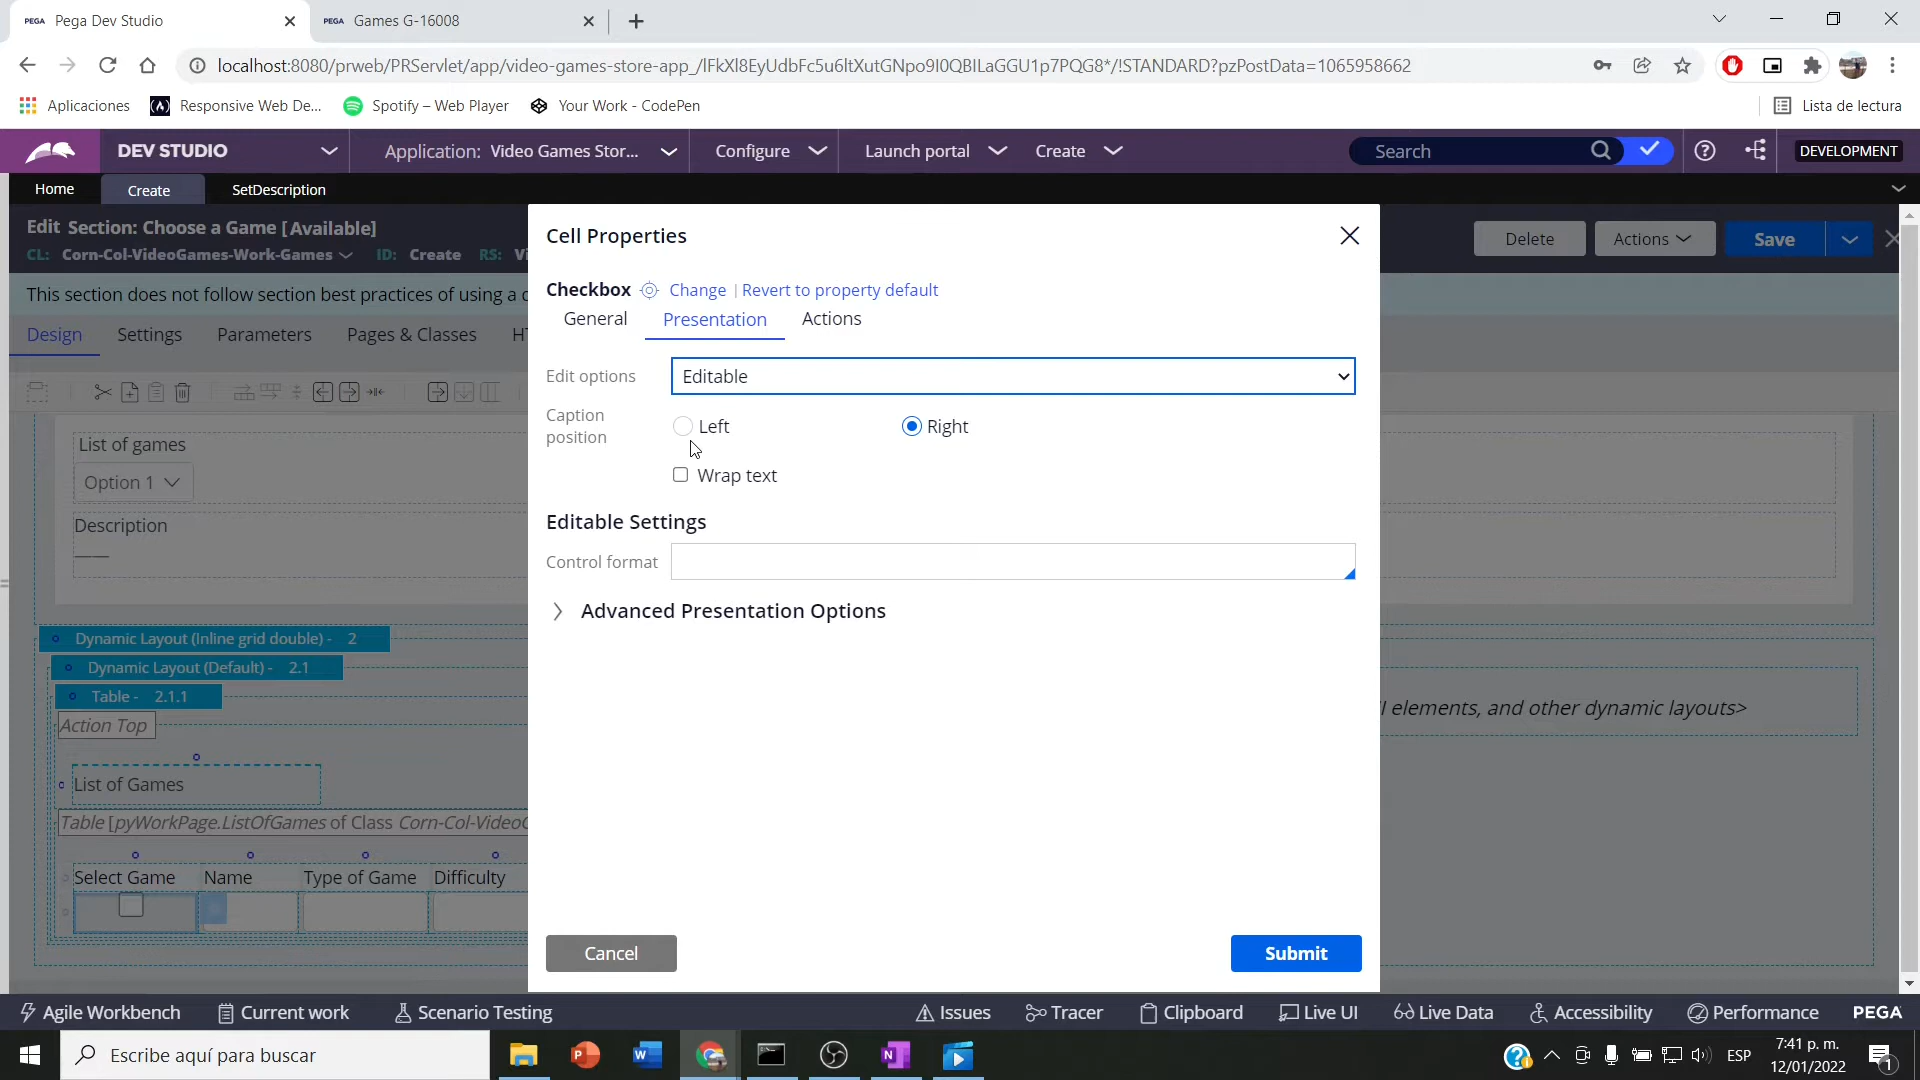 PEGA Pega Dev Studio
PEGA Games G-16008
localhost:8080/prweb/PRServlet/app/video-games-store-app_/lFkXl8EyUdbFc5u6ltXutGNpo9I0QBILaGGU1p7PQG8*/!STANDARD?pzPostData=1065958662
Aplicaciones
Responsive Web De...
Spotify – Web Player
Your Work - CodePen
Lista de lectura
DEV STUDIO
Application: Video Games Stor...
Configure
Launch portal
Create
Search
DEVELOPMENT
Home
Create
SetDescription
Edit Section: Choose a Game [Available]
CL: Corn-Col-VideoGames-Work-Games ID: Create RS: Vi
Delete
Actions
Save
This section does not follow section best practices of using a
Design
Settings
Parameters
Pages & Classes
HT
Cell Properties
Checkbox Change | Revert to property default
General
Presentation
Actions
Edit options
Editable
Caption
position
Left
Right
Wrap text
Editable Settings
Control format
Advanced Presentation Options
Cancel
Submit
List of games
Option 1
Description
——
Dynamic Layout (Inline grid double) - 2
Dynamic Layout (Default) - 2.1
Table - 2.1.1
Action Top
elements, and other dynamic layouts>
List of Games
Table [pyWorkPage.ListOfGames of Class Corn-Col-VideoG
Select Game
Name
Type of Game
Difficulty
Agile Workbench
Current work
Scenario Testing
Issues
Tracer
Clipboard
Live UI
Live Data
Accessibility
Performance
PEGA
Escribe aquí para buscar
ESP
7:41 p. m.
12/01/2022
1